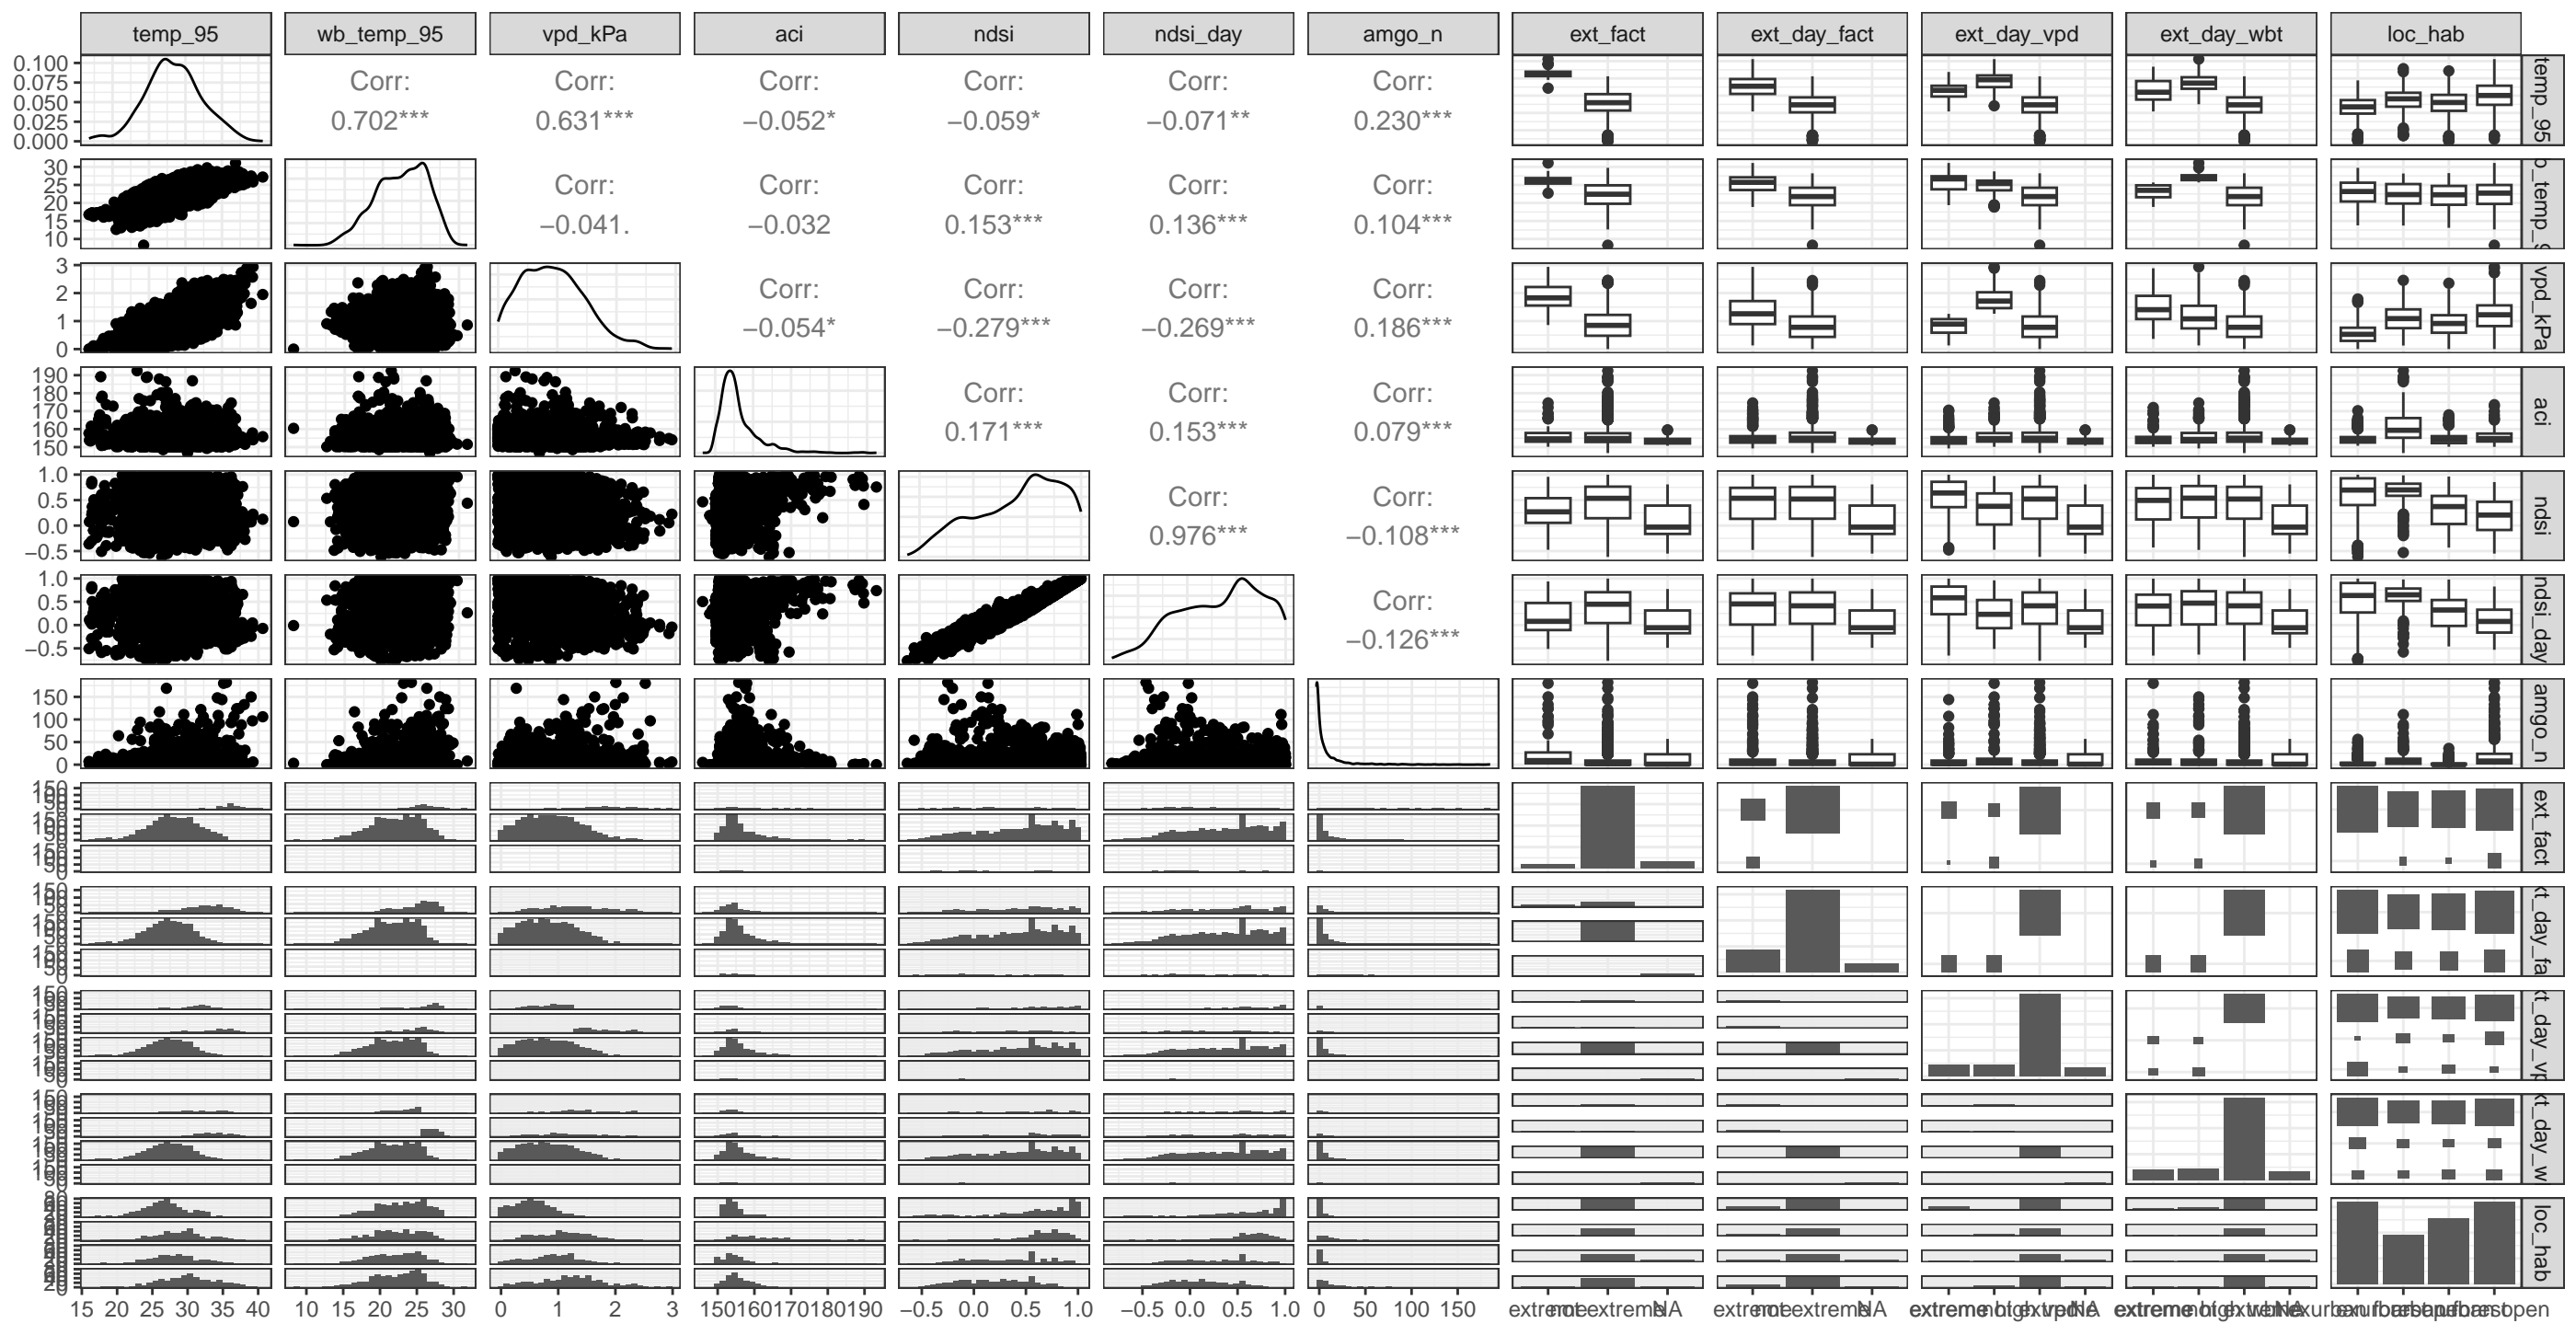 temp_95 wb_temp_95 vpd_kPa aci ndsi ndsi_day amgo_n ext_fact ext_day_fact ext_day_vpd ext_day_wbt loc_hab
0.100
0.075
0.050
0.025
0.000
Corr: Corr: Corr: Corr: Corr: Corr:
0.702*** 0.631*** −0.052* −0.059* −0.071** 0.230***
temp_95
30
25
20
15
10
Corr: Corr: Corr: Corr: Corr:
−0.041. −0.032 0.153*** 0.136*** 0.104***
3
2
1
0
Corr: Corr: Corr: Corr:
−0.054* −0.279*** −0.269*** 0.186***
vpd_kPa
190
180
170
160
150
Corr: Corr: Corr:
0.171*** 0.153*** 0.079***
aci
1.0
0.5
0.0
−0.5
Corr: Corr:
0.976*** −0.108***
ndsi
1.0
0.5
0.0
−0.5
Corr:
−0.126***
ndsi_day
150
100
50
0
amgo_n
ext_fact
xt_day_fa
xt_day_vp
xt_day_w
loc_hab
15 20 25 30 35 40 10 15 20 25 30 0 1 2 3 150 160 170 180 190 −0.5 0.0 0.5 1.0 −0.5 0.0 0.5 1.0 0 50 100 150